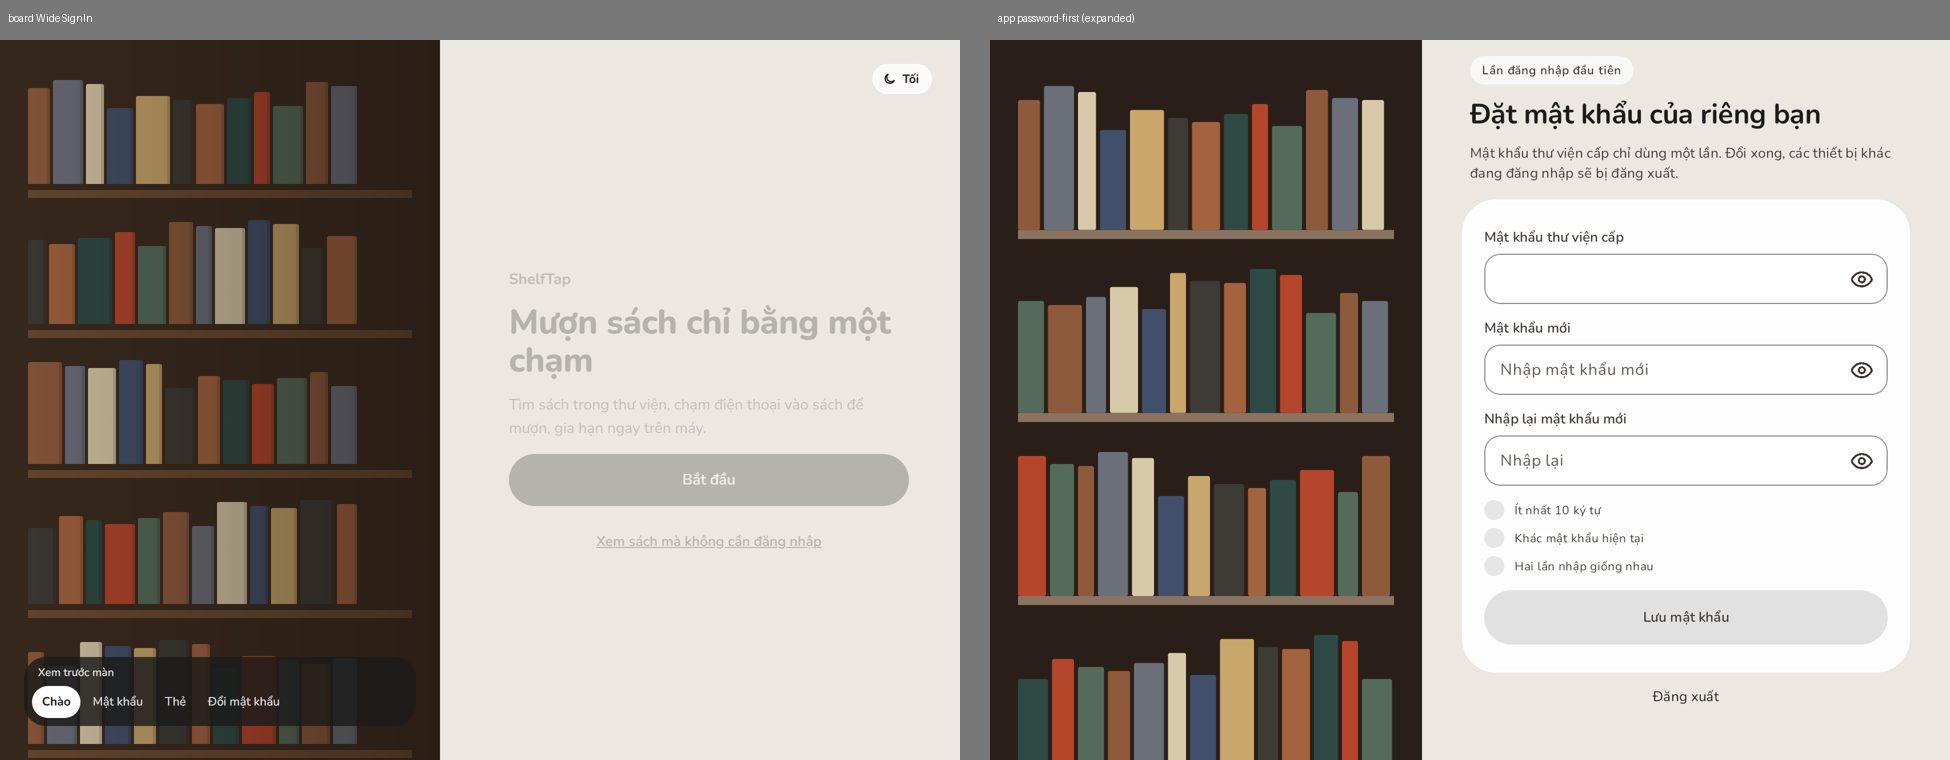 board WideSignIn
Tối
ShelfTap
Mượn sách chỉ bằng một
chạm
Tìm sách trong thư viện, chạm điện thoại vào sách để
mượn, gia hạn ngay trên máy.
Bắt đầu
Xem sách mà không cần đăng nhập
Xem trước màn
Chào
Mật khẩu
Thẻ
Đổi mật khẩu
app password-first (expanded)
Lần đăng nhập đầu tiên
Đặt mật khẩu của riêng bạn
Mật khẩu thư viện cấp chỉ dùng một lần. Đổi xong, các thiết bị khác
đang đăng nhập sẽ bị đăng xuất.
Mật khẩu thư viện cấp
Mật khẩu mới
Nhập mật khẩu mới
Nhập lại mật khẩu mới
Nhập lại
Ít nhất 10 ký tự
Khác mật khẩu hiện tại
Hai lần nhập giống nhau
Lưu mật khẩu
Đăng xuất